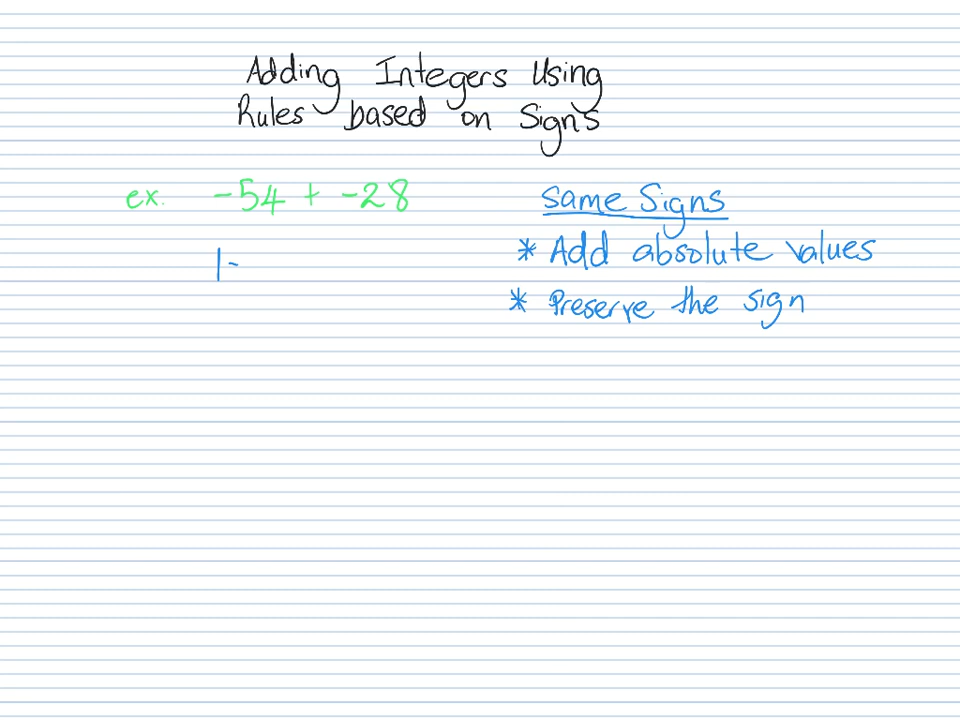 Adding Integers Using
Rules based on Signs
ex. -54 + -28
Same Signs
* Add absolute values
|-
* Preserve the sign